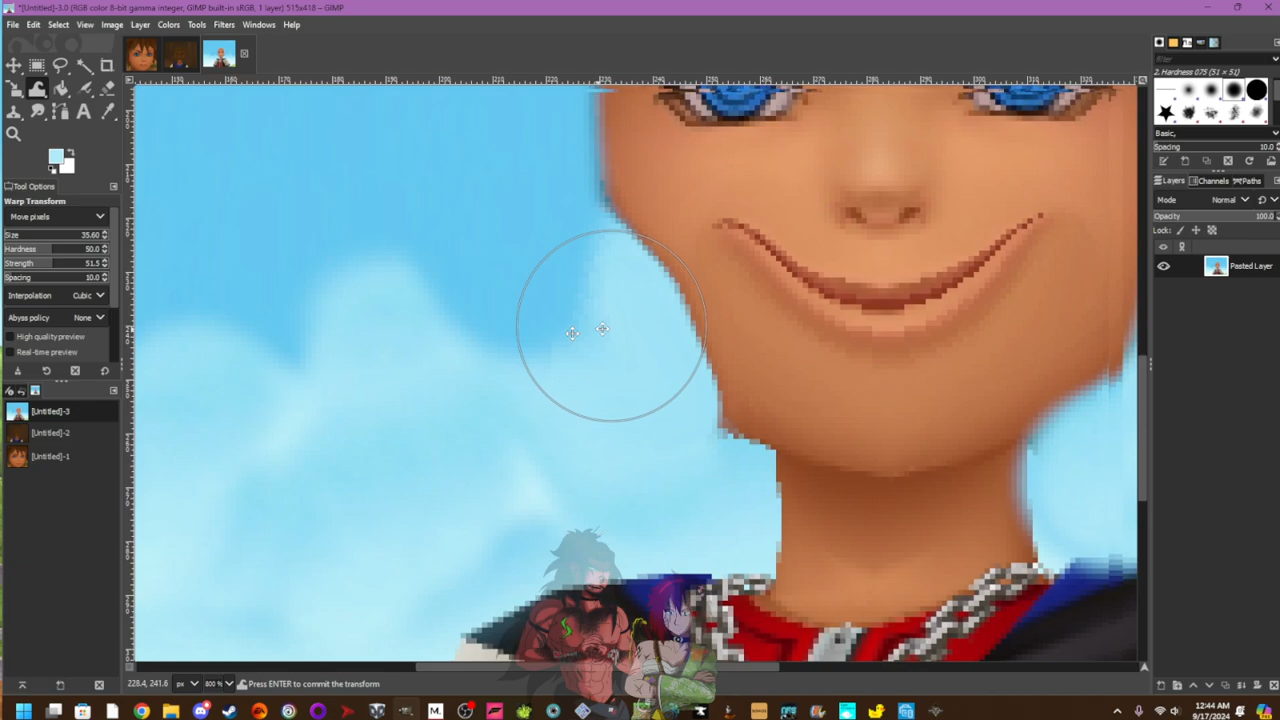 *[Untitled]-3.0 (RGB color 8-bit gamma integer, GIMP built-in sRGB, 1 layer) 515x418 – GIMP
File Edit Select View Image Layer Colors Tools Filters Windows Help
Tool Options
Warp Transform
Move pixels
Size 35.60
Hardness 50.0
Strength 51.5
Spacing 10.0
Interpolation Cubic
Abyss policy None
High quality preview
Real-time preview
[Untitled]-3
[Untitled]-2
[Untitled]-1
filter
2. Hardness 075 (51 × 51)
Basic,
Spacing 10.0
Layers Channels Paths
Mode Normal
Opacity 100.0
Lock:
Pasted Layer
228.4, 241.6 px 800 % Press ENTER to commit the transform
12:44 AM
9/17/2024